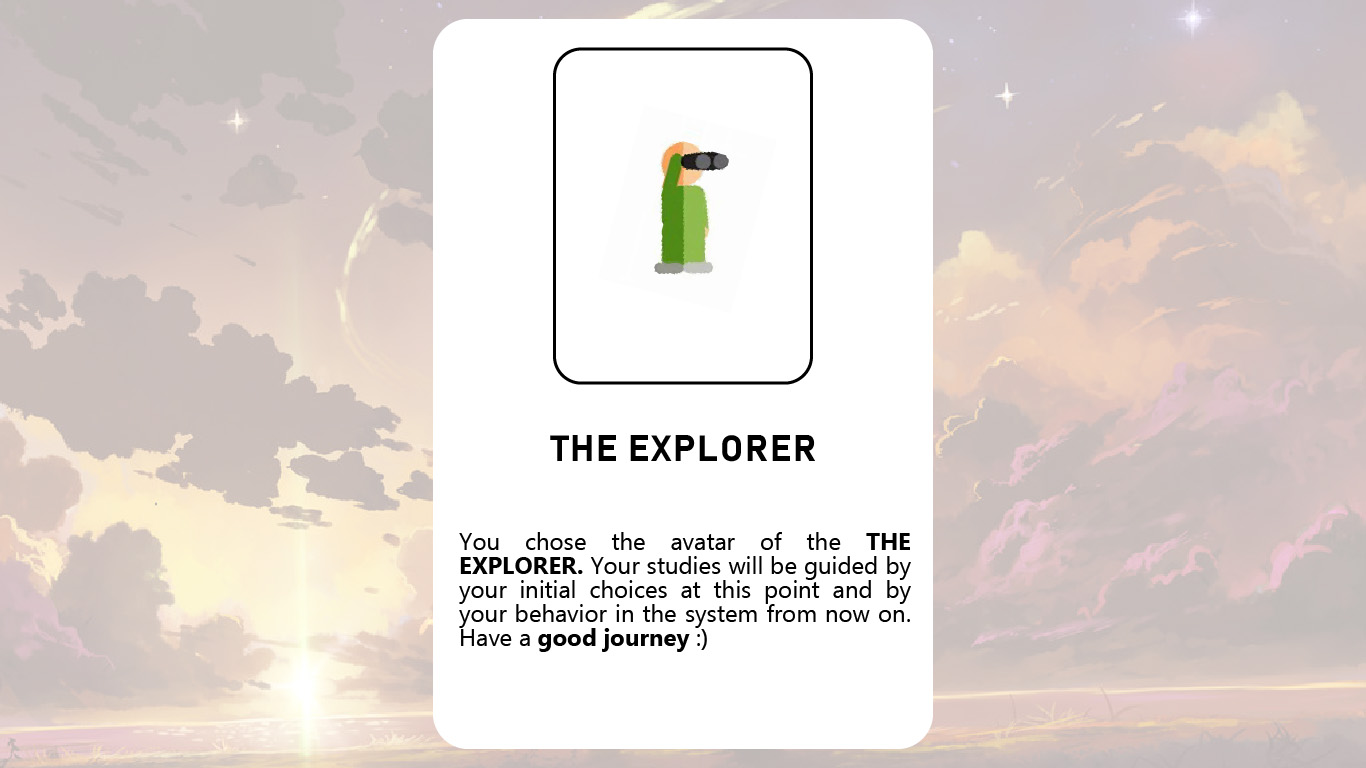 THE EXPLORER
You chose the avatar of the THE
EXPLORER. Your studies will be guided by
your initial choices at this point and by
your behavior in the system from now on.
Have a good journey :)